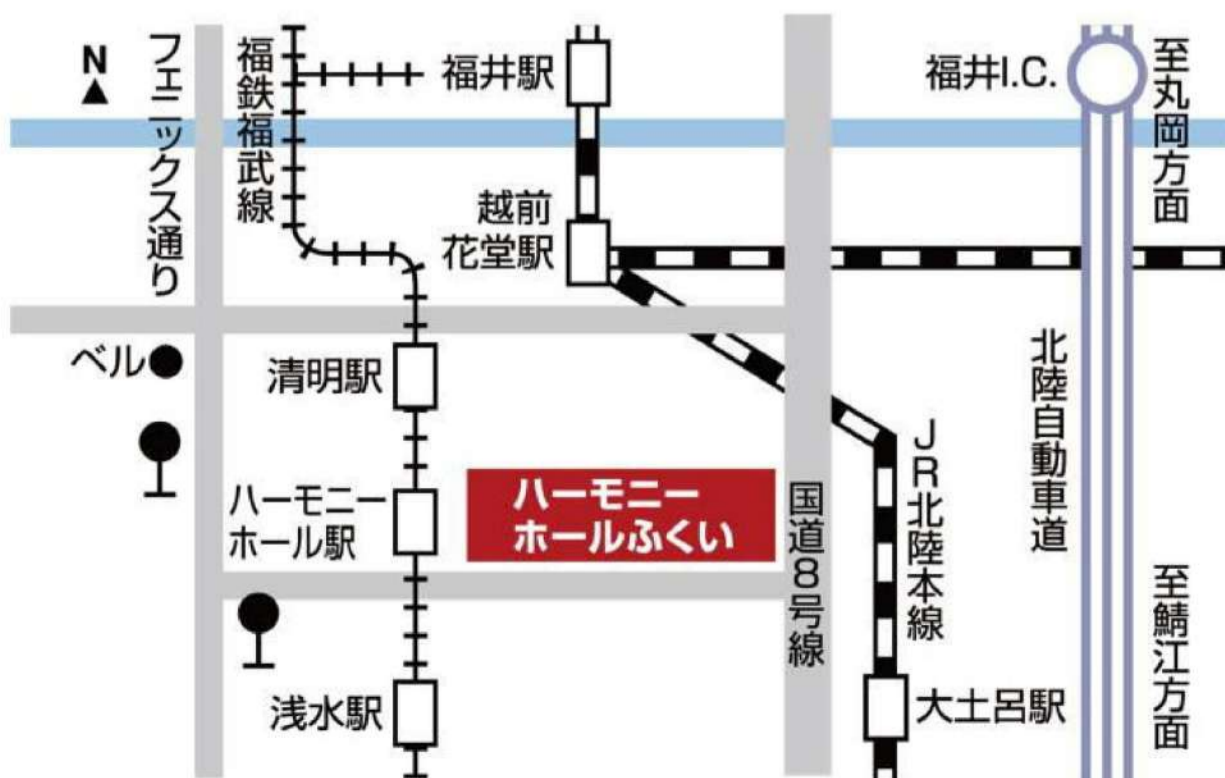 N
フェニックス通り
福鉄福武線
福井駅
福井I.C.
至丸岡方面
越前
花堂駅
ベル
清明駅
北陸自動車道
JR北陸本線
ハーモニー
ホール駅
ハーモニー
ホールふくい
国道8号線
至鯖江方面
浅水駅
大土呂駅